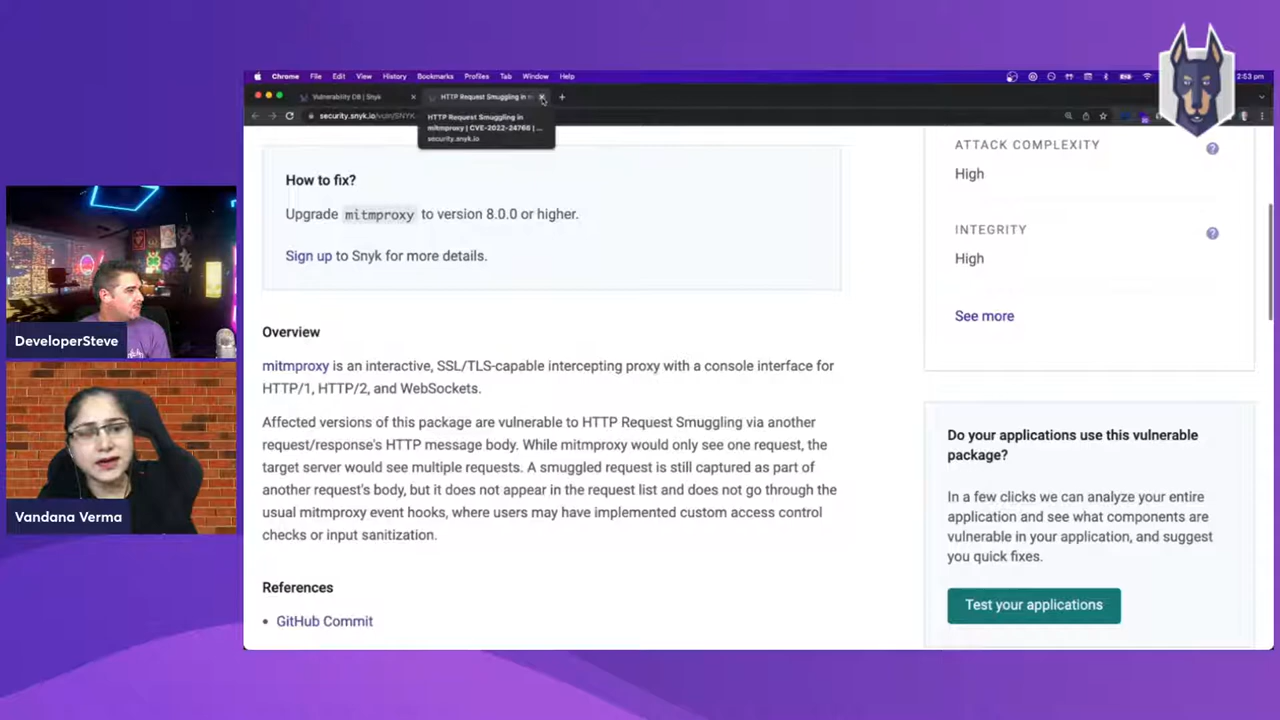 Chrome File Edit View History Bookmarks Profiles Tab Window Help
2:53 pm
Vulnerability DB | Snyk
HTTP Request Smuggling in
security.snyk.io/vuln/SNYK
HTTP Request Smuggling in
mitmproxy | CVE-2022-24766 | ...
security.snyk.io
How to fix?
Upgrade mitmproxy to version 8.0.0 or higher.
Sign up to Snyk for more details.
Overview
mitmproxy is an interactive, SSL/TLS-capable intercepting proxy with a console interface for
HTTP/1, HTTP/2, and WebSockets.
Affected versions of this package are vulnerable to HTTP Request Smuggling via another
request/response's HTTP message body. While mitmproxy would only see one request, the
target server would see multiple requests. A smuggled request is still captured as part of
another request's body, but it does not appear in the request list and does not go through the
usual mitmproxy event hooks, where users may have implemented custom access control
checks or input sanitization.
References
• GitHub Commit
ATTACK COMPLEXITY
High
INTEGRITY
High
See more
Do your applications use this vulnerable
package?
In a few clicks we can analyze your entire
application and see what components are
vulnerable in your application, and suggest
you quick fixes.
Test your applications
DeveloperSteve
Vandana Verma